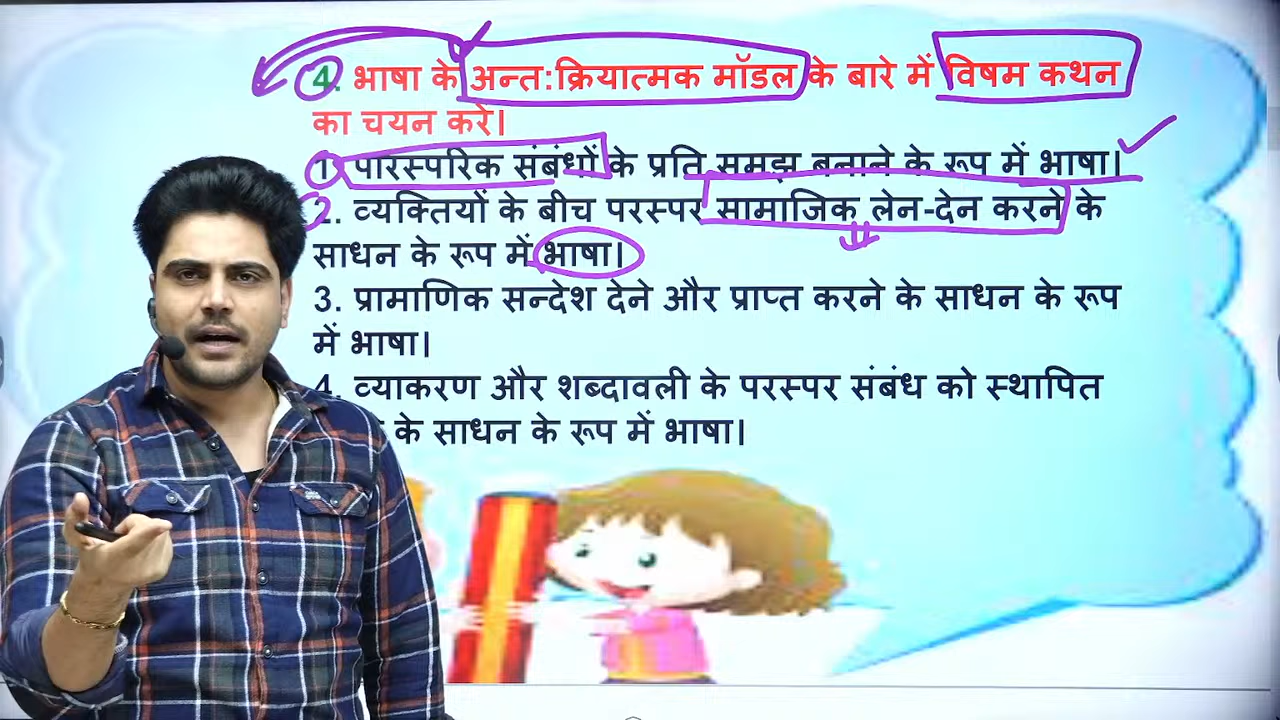 4. भाषा के अन्त:क्रियात्मक मॉडल के बारे में विषम कथन
का चयन करे।
1. पारस्परिक संबंधों के प्रति समझ बनाने के रूप में भाषा।
2. व्यक्तियों के बीच परस्पर सामाजिक लेन-देन करने के
साधन के रूप में भाषा।
3. प्रामाणिक सन्देश देने और प्राप्त करने के साधन के रूप
में भाषा।
4. व्याकरण और शब्दावली के परस्पर संबंध को स्थापित
के साधन के रूप में भाषा।